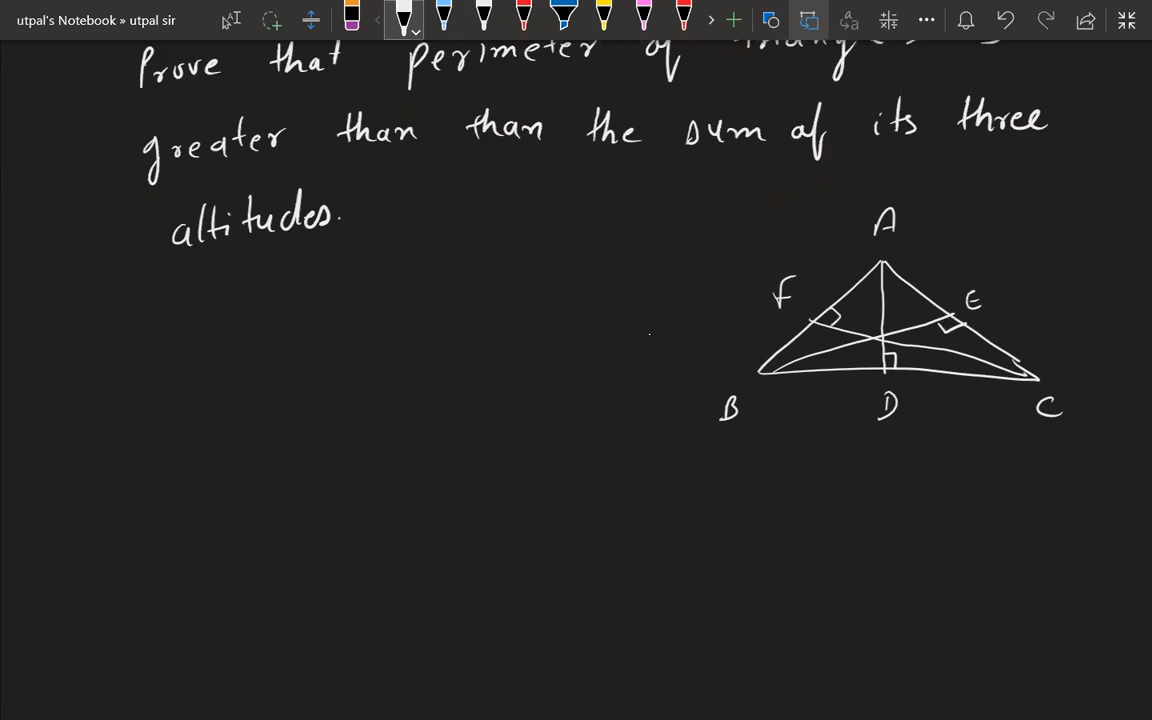 utpal's Notebook » utpal sir
Prove that perimeter of
greater than than the sum of its three
altitudes.
A
F
E
B
D
C